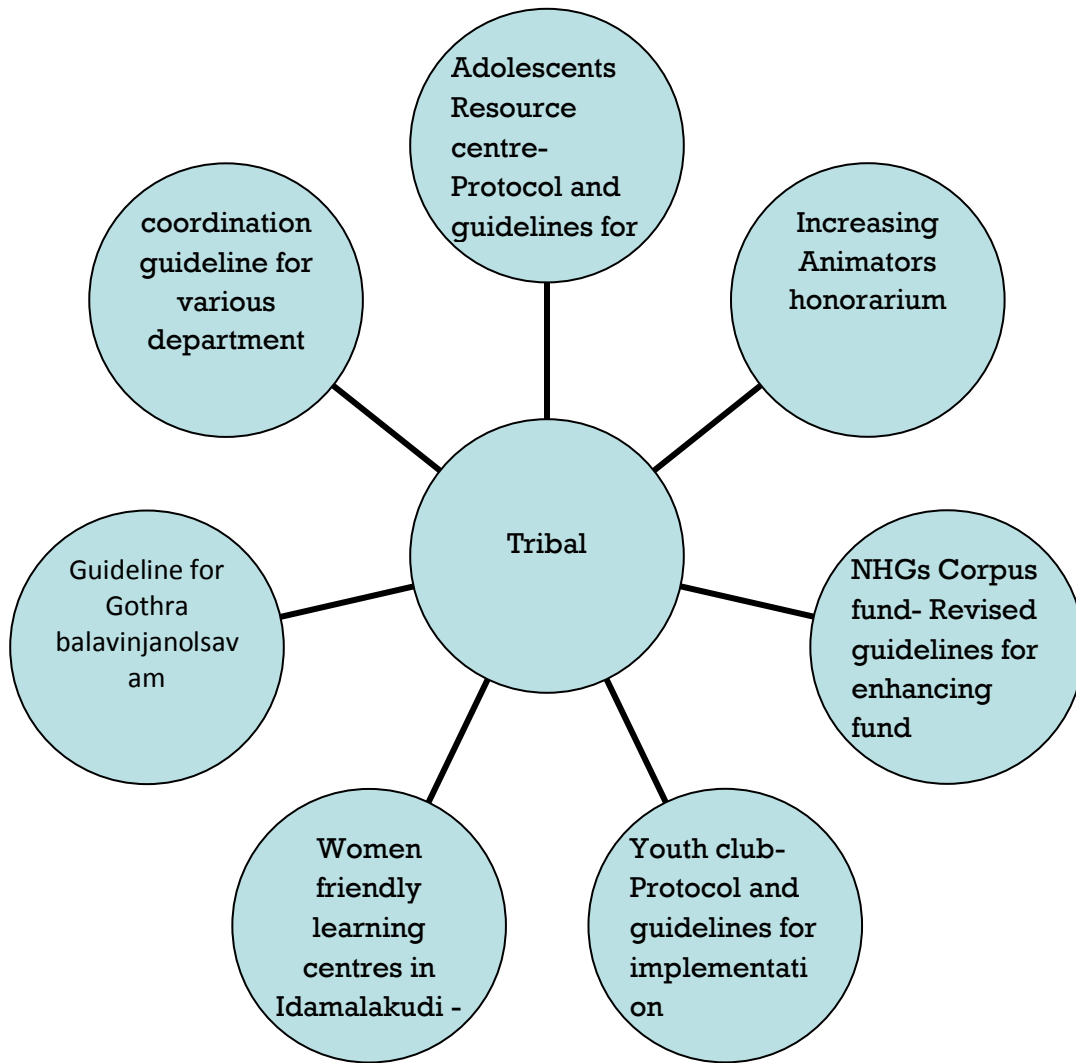 Adolescents
Resource
centre-
Protocol and
guidelines for
Increasing
Animators
honorarium
NHGs Corpus
fund- Revised
guidelines for
enhancing
fund
Youth club-
Protocol and
guidelines for
implementati
on
Women
friendly
learning
centres in
Idamalakudi -
Guideline for
Gothra
balavinjanolsav
am
coordination
guideline for
various
department
Tribal